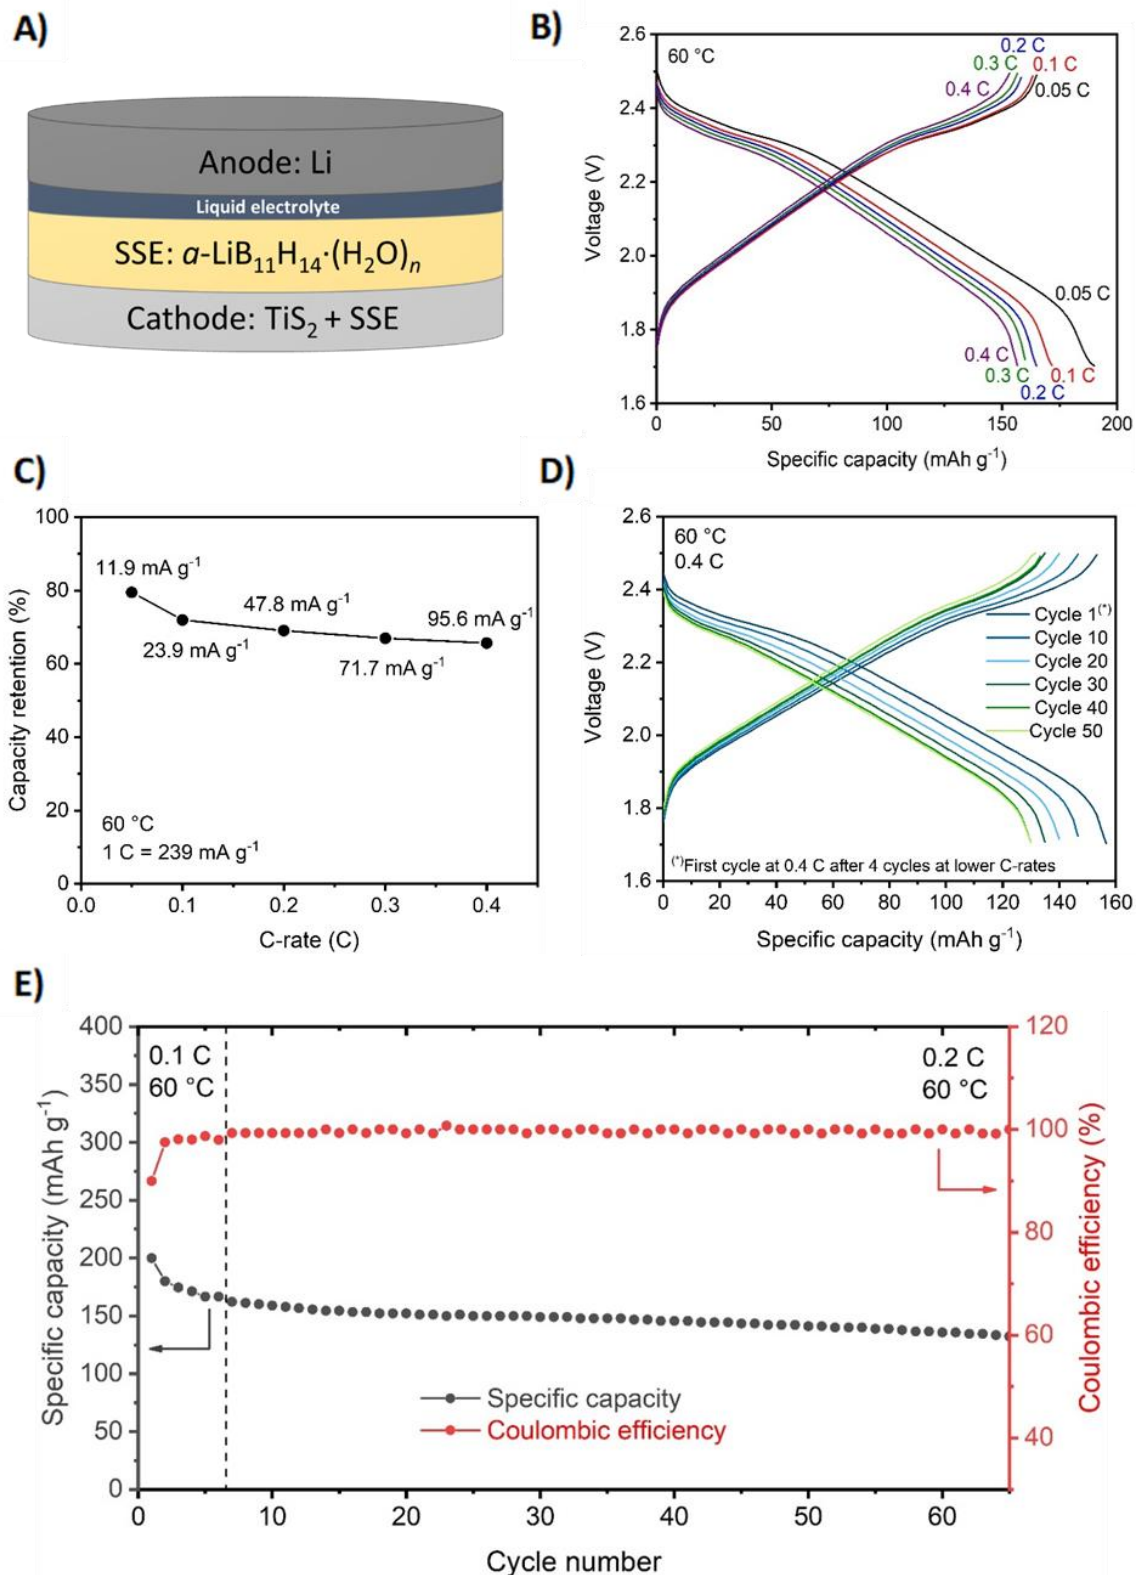 A)
Anode: Li
Liquid electrolyte
SSE: a-LiB₁₁H₁₄·(H₂O)ₙ
Cathode: TiS₂ + SSE
B)
60 °C
0.2 C
0.3 C
0.1 C
0.4 C
0.05 C
0.05 C
0.4 C
0.3 C
0.1 C
0.2 C
2.6
2.4
2.2
2.0
1.8
1.6
Voltage (V)
0
50
100
150
200
Specific capacity (mAh g⁻¹)
C)
100
80
60
40
20
0
Capacity retention (%)
11.9 mA g⁻¹
23.9 mA g⁻¹
47.8 mA g⁻¹
71.7 mA g⁻¹
95.6 mA g⁻¹
60 °C
1 C = 239 mA g⁻¹
0.0
0.1
0.2
0.3
0.4
C-rate (C)
D)
2.6
2.4
2.2
2.0
1.8
1.6
Voltage (V)
60 °C
0.4 C
Cycle 1⁽*⁾
Cycle 10
Cycle 20
Cycle 30
Cycle 40
Cycle 50
⁽*⁾First cycle at 0.4 C after 4 cycles at lower C-rates
0
20
40
60
80
100
120
140
160
Specific capacity (mAh g⁻¹)
E)
400
350
300
250
200
150
100
50
0
Specific capacity (mAh g⁻¹)
0.1 C
60 °C
0.2 C
60 °C
Specific capacity
Coulombic efficiency
120
100
80
60
40
Coulombic efficiency (%)
0
10
20
30
40
50
60
Cycle number